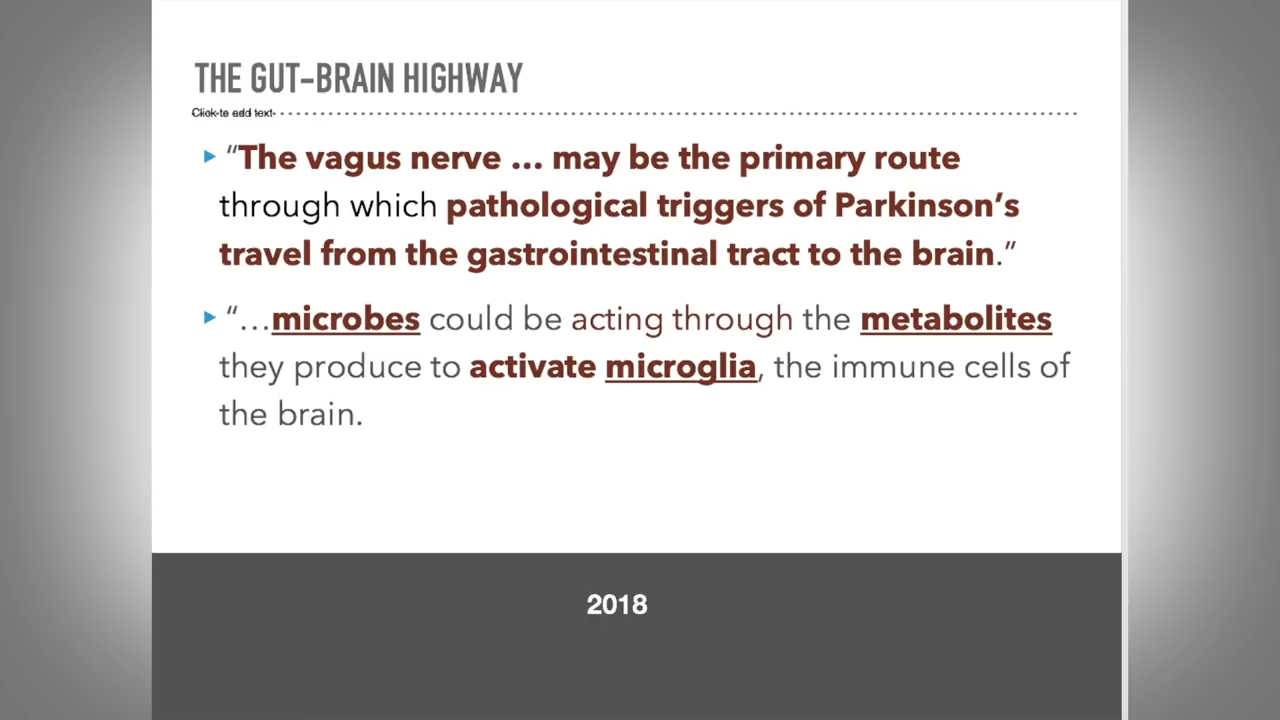 THE GUT-BRAIN HIGHWAY
Click to add text
“The vagus nerve ... may be the primary route
through which pathological triggers of Parkinson’s
travel from the gastrointestinal tract to the brain.”
“...microbes could be acting through the metabolites
they produce to activate microglia, the immune cells of
the brain.
2018